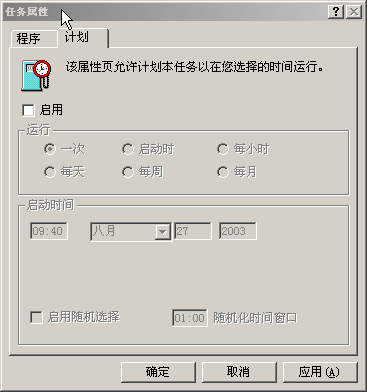 任务属性
程序 计划
该属性页允许计划本任务以在您选择的时间运行。
启用
运行
一次 启动时 每小时
每天 每周 每月
启动时间
09:40 八月 27 2003
启用随机选择 01:00 随机化时间窗口
确定 取消 应用(A)